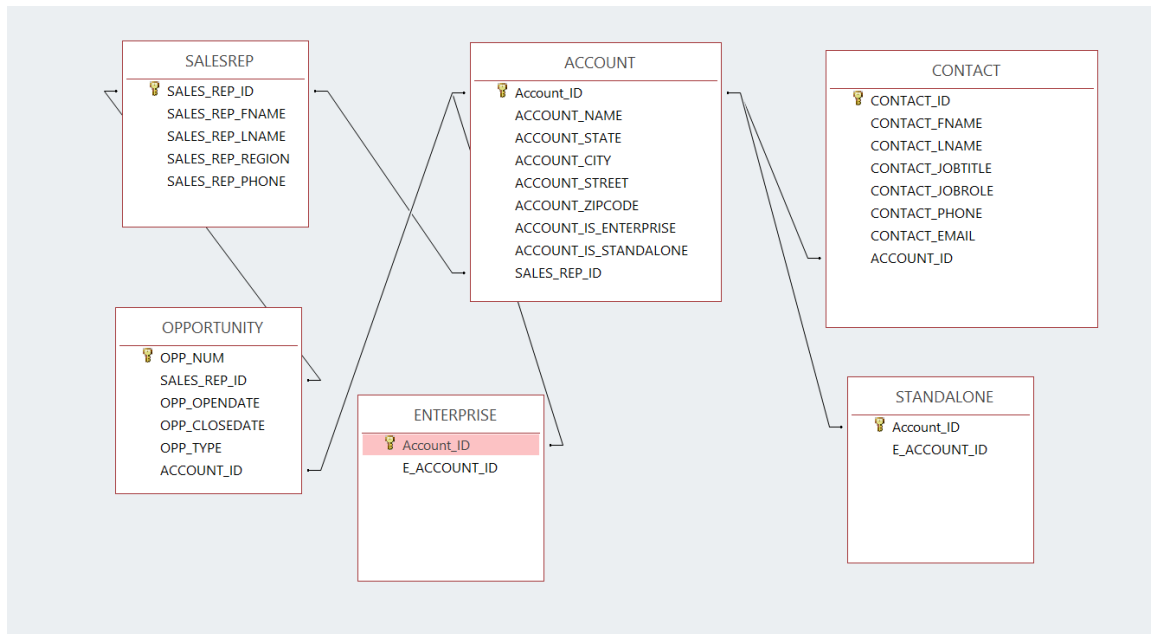 SALESREP
SALES_REP_ID
SALES_REP_FNAME
SALES_REP_LNAME
SALES_REP_REGION
SALES_REP_PHONE
ACCOUNT
Account_ID
ACCOUNT_NAME
ACCOUNT_STATE
ACCOUNT_CITY
ACCOUNT_STREET
ACCOUNT_ZIPCODE
ACCOUNT_IS_ENTERPRISE
ACCOUNT_IS_STANDALONE
SALES_REP_ID
CONTACT
CONTACT_ID
CONTACT_FNAME
CONTACT_LNAME
CONTACT_JOBTITLE
CONTACT_JOBROLE
CONTACT_PHONE
CONTACT_EMAIL
ACCOUNT_ID
OPPORTUNITY
OPP_NUM
SALES_REP_ID
OPP_OPENDATE
OPP_CLOSEDATE
OPP_TYPE
ACCOUNT_ID
ENTERPRISE
Account_ID
E_ACCOUNT_ID
STANDALONE
Account_ID
E_ACCOUNT_ID